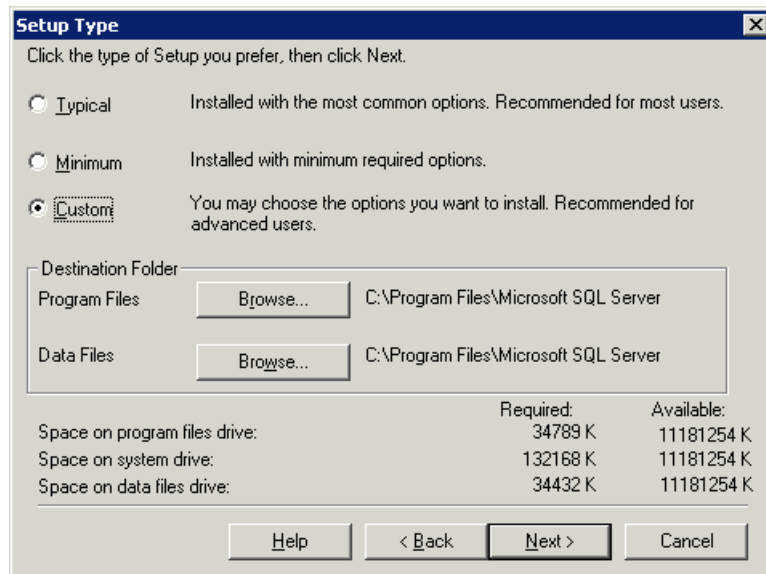 Setup Type
Click the type of Setup you prefer, then click Next.
Typical Installed with the most common options. Recommended for most users.
Minimum Installed with minimum required options.
Custom You may choose the options you want to install. Recommended for
advanced users.
Destination Folder
Program Files Browse... C:\Program Files\Microsoft SQL Server
Data Files Browse... C:\Program Files\Microsoft SQL Server
Required: Available:
Space on program files drive: 34789 K 11181254 K
Space on system drive: 132168 K 11181254 K
Space on data files drive: 34432 K 11181254 K
Help < Back Next > Cancel